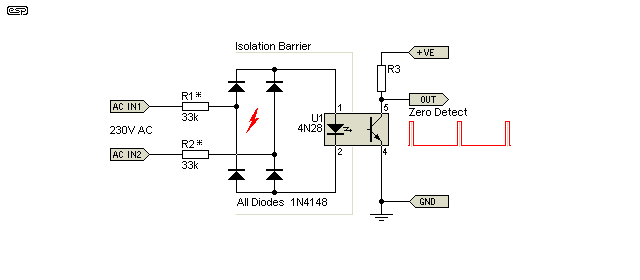 esp
Isolation Barrier
+VE
R3
R1*
AC IN1
33k
OUT
Zero Detect
1
5
U1
4N28
230V AC
R2*
AC IN2
33k
2
4
All Diodes 1N4148
GND